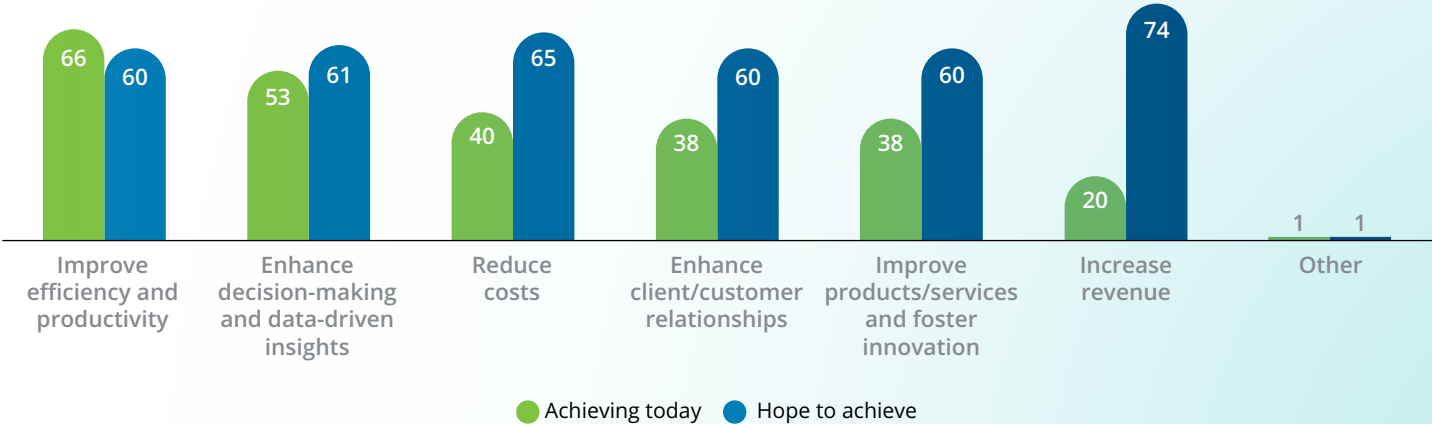 66
60
53
61
40
65
38
60
38
60
20
74
1
1
Improve
efficiency and
productivity
Enhance
decision-making
and data-driven
insights
Reduce
costs
Enhance
client/customer
relationships
Improve
products/services
and foster
innovation
Increase
revenue
Other
Achieving today
Hope to achieve